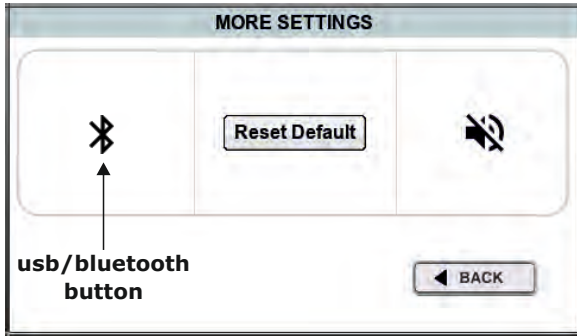 MORE SETTINGS
Reset Default
usb/bluetooth
button
BACK